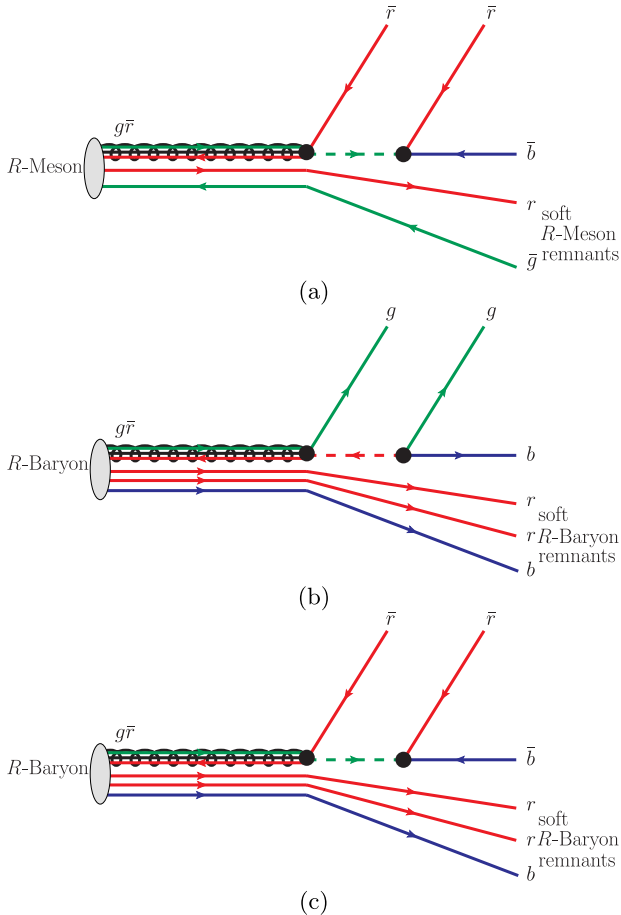 r̄ r̄
gr̄
R-Meson
b̄
r
soft
R-Meson
remnants
ḡ
(a)
g g
gr̄
R-Baryon
b
r
soft
r R-Baryon
remnants
b
(b)
r̄ r̄
gr̄
R-Baryon
b̄
r
soft
r R-Baryon
remnants
b
(c)